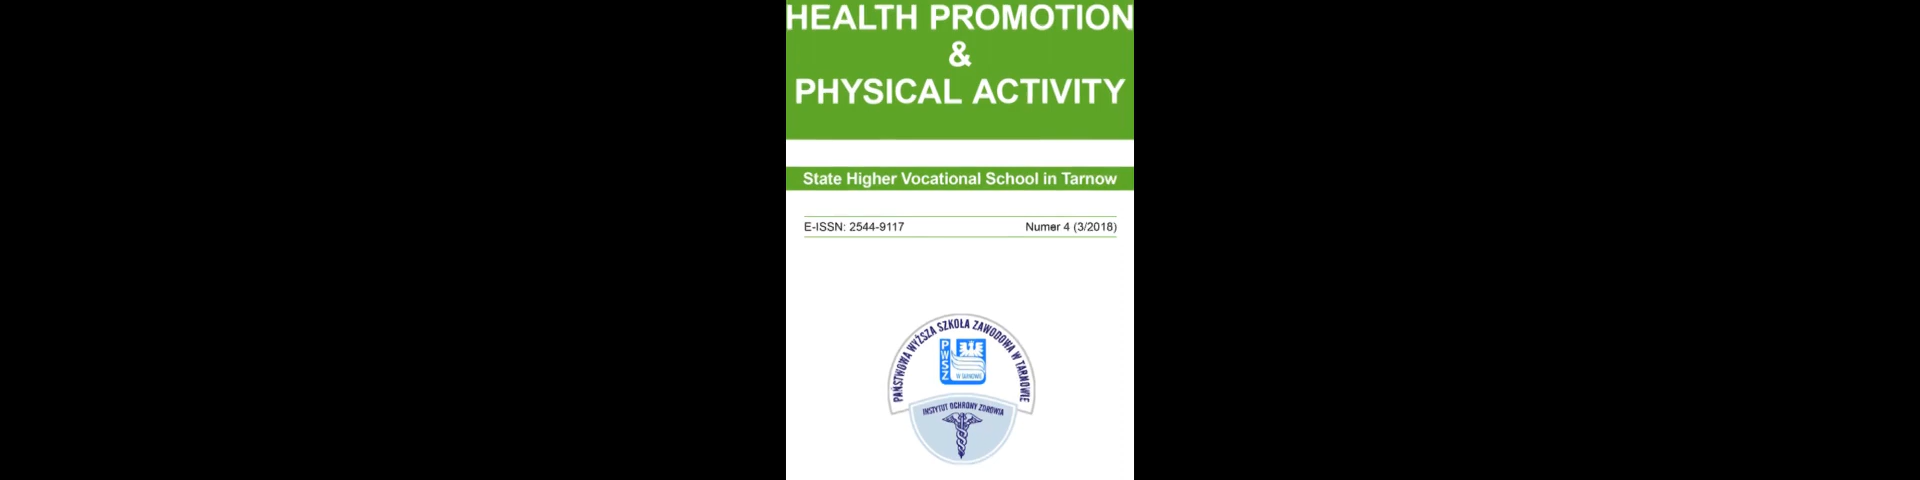 HEALTH PROMOTION
&
PHYSICAL ACTIVITY
State Higher Vocational School in Tarnow
E-ISSN: 2544-9117 Numer 4 (3/2018)
PAŃSTWOWA WYŻSZA SZKOŁA ZAWODOWA W TARNOWIE
PWSZ
W TARNOWIE
INSTYTUT OCHRONY ZDROWIA